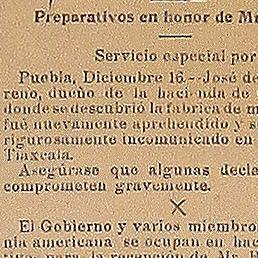 Preparativos en honor de M
Servicio especial por
Puebla, Diciembre 16.—José de
reno, dueño de la hacienda de
donde se descubrió la fábrica de m
fué nuevamente aprehendido y s
rigurosamente incomunicado en
Tlaxcala.
Asegúrase que algunas decla
comprometen gravemente.
El Gobierno y varios miembro
nia americana, se ocupan en hac